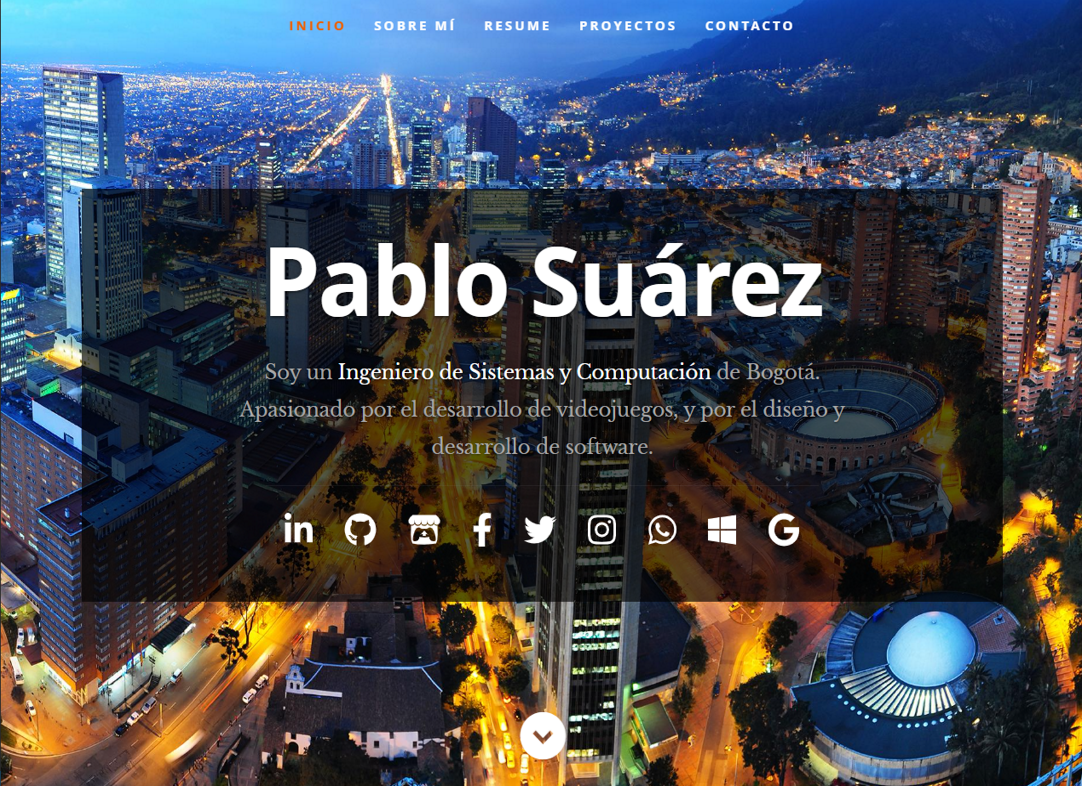 INICIO SOBRE MÍ RESUME PROYECTOS CONTACTO
Pablo Suárez
Soy un Ingeniero de Sistemas y Computación de Bogotá.
Apasionado por el desarrollo de videojuegos, y por el diseño y
desarrollo de software.